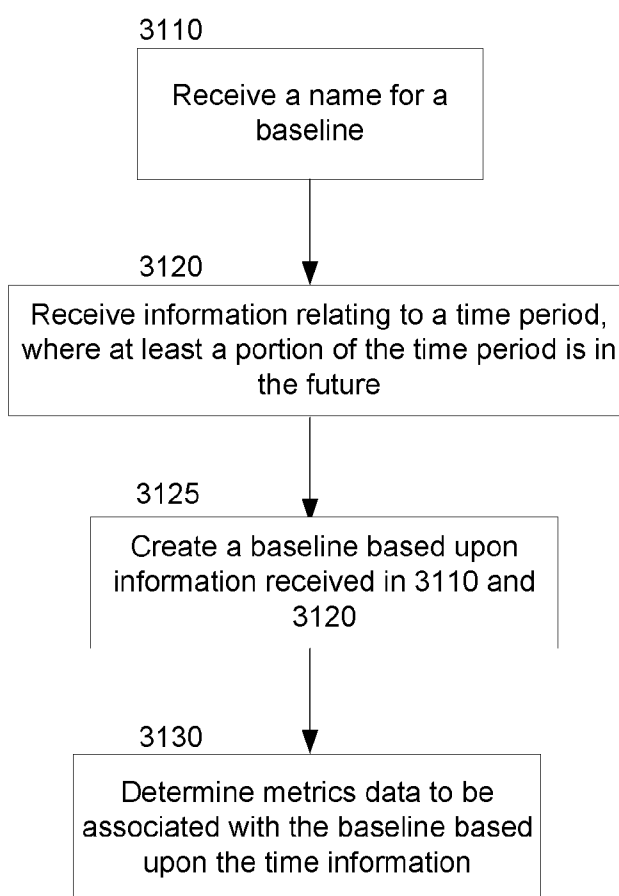 3110
Receive a name for a
baseline
3120
Receive information relating to a time period,
where at least a portion of the time period is in
the future
3125
Create a baseline based upon
information received in 3110 and
3120
3130
Determine metrics data to be
associated with the baseline based
upon the time information